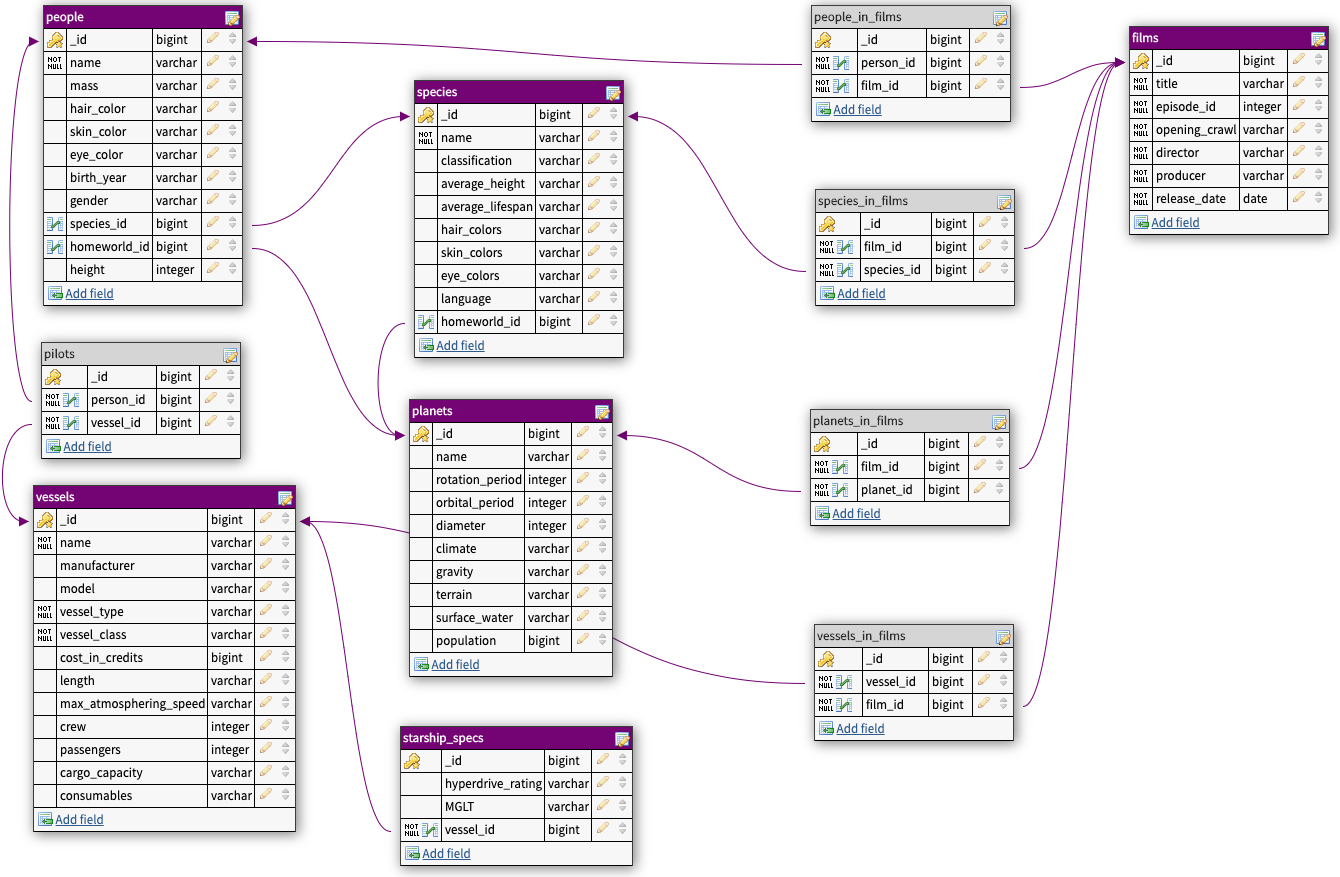 people
_id bigint
NOT NULL name varchar
mass varchar
hair_color varchar
skin_color varchar
eye_color varchar
birth_year varchar
gender varchar
species_id bigint
homeworld_id bigint
height integer
Add field
pilots
_id bigint
NOT NULL person_id bigint
NOT NULL vessel_id bigint
Add field
vessels
_id bigint
NOT NULL name varchar
manufacturer varchar
model varchar
NOT NULL vessel_type varchar
NOT NULL vessel_class varchar
cost_in_credits bigint
length varchar
max_atmosphering_speed varchar
crew integer
passengers integer
cargo_capacity varchar
consumables varchar
Add field
species
_id bigint
NOT NULL name varchar
classification varchar
average_height varchar
average_lifespan varchar
hair_colors varchar
skin_colors varchar
eye_colors varchar
language varchar
homeworld_id bigint
Add field
planets
_id bigint
name varchar
rotation_period integer
orbital_period integer
diameter integer
climate varchar
gravity varchar
terrain varchar
surface_water varchar
population bigint
Add field
starship_specs
_id bigint
hyperdrive_rating varchar
MGLT varchar
NOT NULL vessel_id bigint
Add field
people_in_films
_id bigint
NOT NULL person_id bigint
NOT NULL film_id bigint
Add field
species_in_films
_id bigint
NOT NULL film_id bigint
NOT NULL species_id bigint
Add field
planets_in_films
_id bigint
NOT NULL film_id bigint
NOT NULL planet_id bigint
Add field
vessels_in_films
_id bigint
NOT NULL vessel_id bigint
NOT NULL film_id bigint
Add field
films
_id bigint
NOT NULL title varchar
NOT NULL episode_id integer
NOT NULL opening_crawl varchar
NOT NULL director varchar
NOT NULL producer varchar
NOT NULL release_date date
Add field